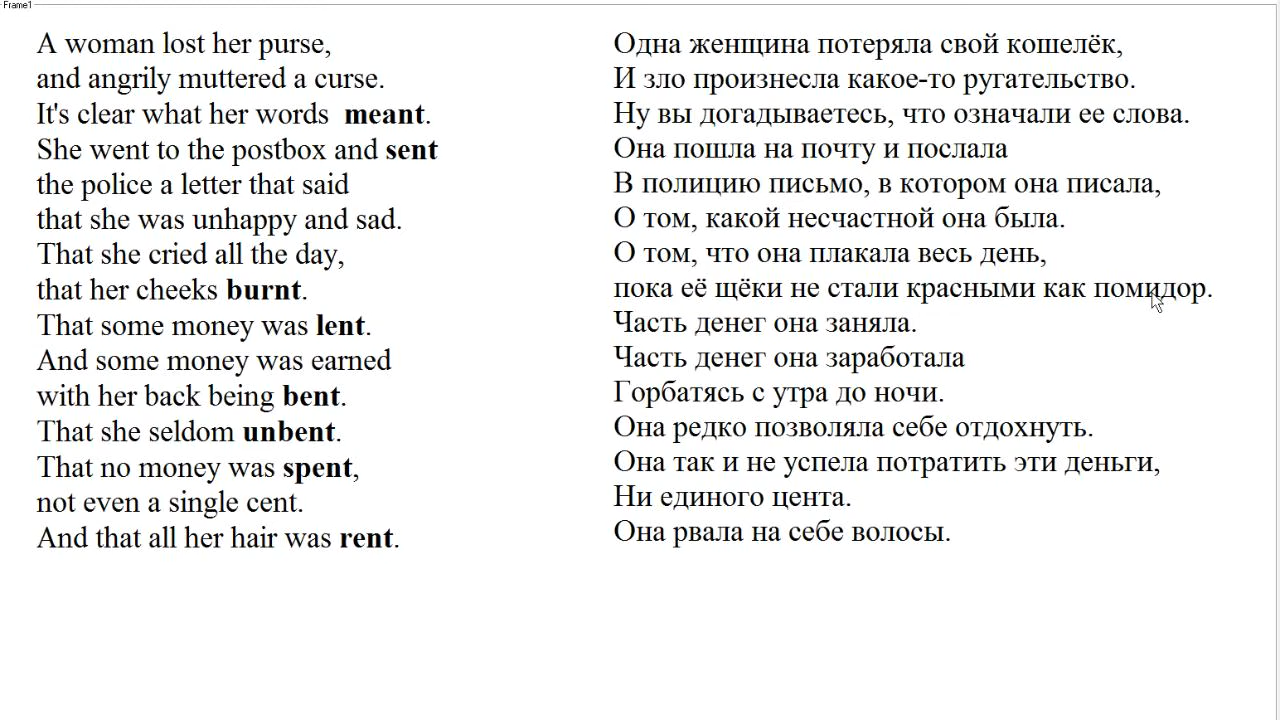 Frame1
A woman lost her purse,
and angrily muttered a curse.
It's clear what her words meant.
She went to the postbox and sent
the police a letter that said
that she was unhappy and sad.
That she cried all the day,
that her cheeks burnt.
That some money was lent.
And some money was earned
with her back being bent.
That she seldom unbent.
That no money was spent,
not even a single cent.
And that all her hair was rent.
Одна женщина потеряла свой кошелёк,
И зло произнесла какое-то ругательство.
Ну вы догадываетесь, что означали ее слова.
Она пошла на почту и послала
В полицию письмо, в котором она писала,
О том, какой несчастной она была.
О том, что она плакала весь день,
пока её щёки не стали красными как помидор.
Часть денег она заняла.
Часть денег она заработала
Горбатясь с утра до ночи.
Она редко позволяла себе отдохнуть.
Она так и не успела потратить эти деньги,
Ни единого цента.
Она рвала на себе волосы.